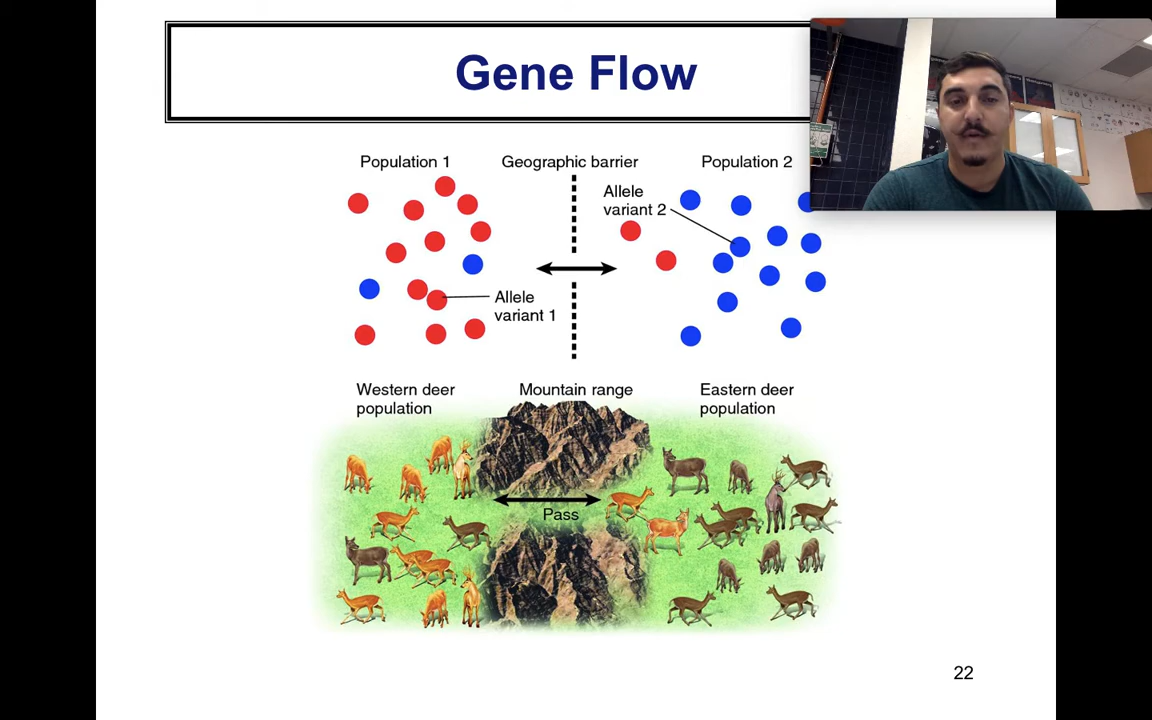 Gene Flow
Population 1
Geographic barrier
Population 2
Allele
variant 2
Allele
variant 1
Western deer
population
Mountain range
Eastern deer
population
Pass
22